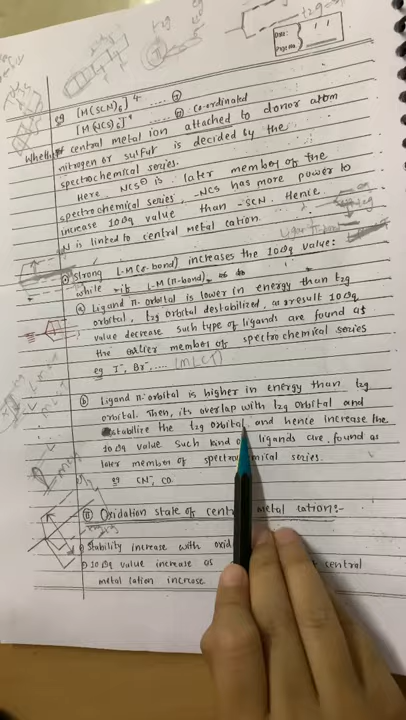 t2g
Date:
Page No:
eg [M(SCN)6]4- .....
[M(NCS)6]4- ..... co-ordinated
Whether central metal ion attached to donor atom
nitrogen or sulfur is decided by the
spectrochemical series.
Here NCS⊖ is later member of the
spectrochemical series, -NCS has more power to
increase 10Dq value than -SCN. Hence,
N is linked to central metal cation.
Strong L-M (σ-bond) increases the 10Dq value:
while L-M (π-bond)
(a) Ligand π-orbital is lower in energy than t2g
orbital, t2g orbital destabilized, as result 10Dq
value decrease such type of ligands are found as
the earlier member of spectrochemical series
eg I-, Br- ..... (MLCT)
(b) Ligand π-orbital is higher in energy than t2g
orbital. Then, its overlap with t2g orbital and
stabilize the t2g orbital and hence increase the
10Dq value such kind of ligands are found as
later member of series.
eg CN-, CO
(II) Oxidation state of central metal cation:-
Stability increase with
10Dq value increase as central
metal cation increase